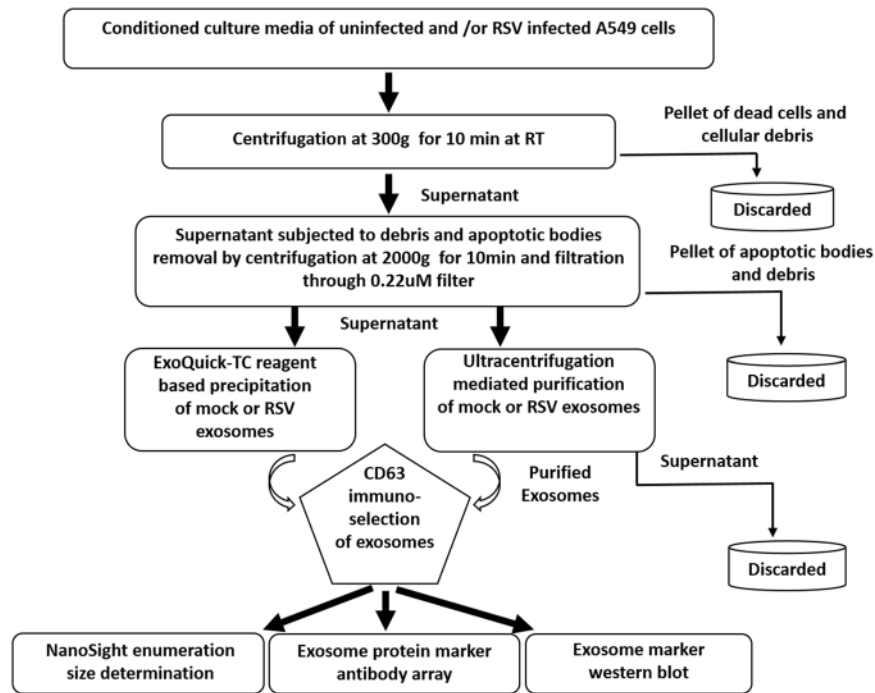 Conditioned culture media of uninfected and /or RSV infected A549 cells
Centrifugation at 300g for 10 min at RT
Pellet of dead cells and
cellular debris
Supernatant
Discarded
Supernatant subjected to debris and apoptotic bodies
removal by centrifugation at 2000g for 10min and filtration
through 0.22uM filter
Pellet of apoptotic bodies
and debris
Supernatant
Discarded
ExoQuick-TC reagent
based precipitation
of mock or RSV
exosomes
Ultracentrifugation
mediated purification
of mock or RSV exosomes
CD63
immuno-
selection
of exosomes
Purified
Exosomes
Supernatant
Discarded
NanoSight enumeration
size determination
Exosome protein marker
antibody array
Exosome marker
western blot